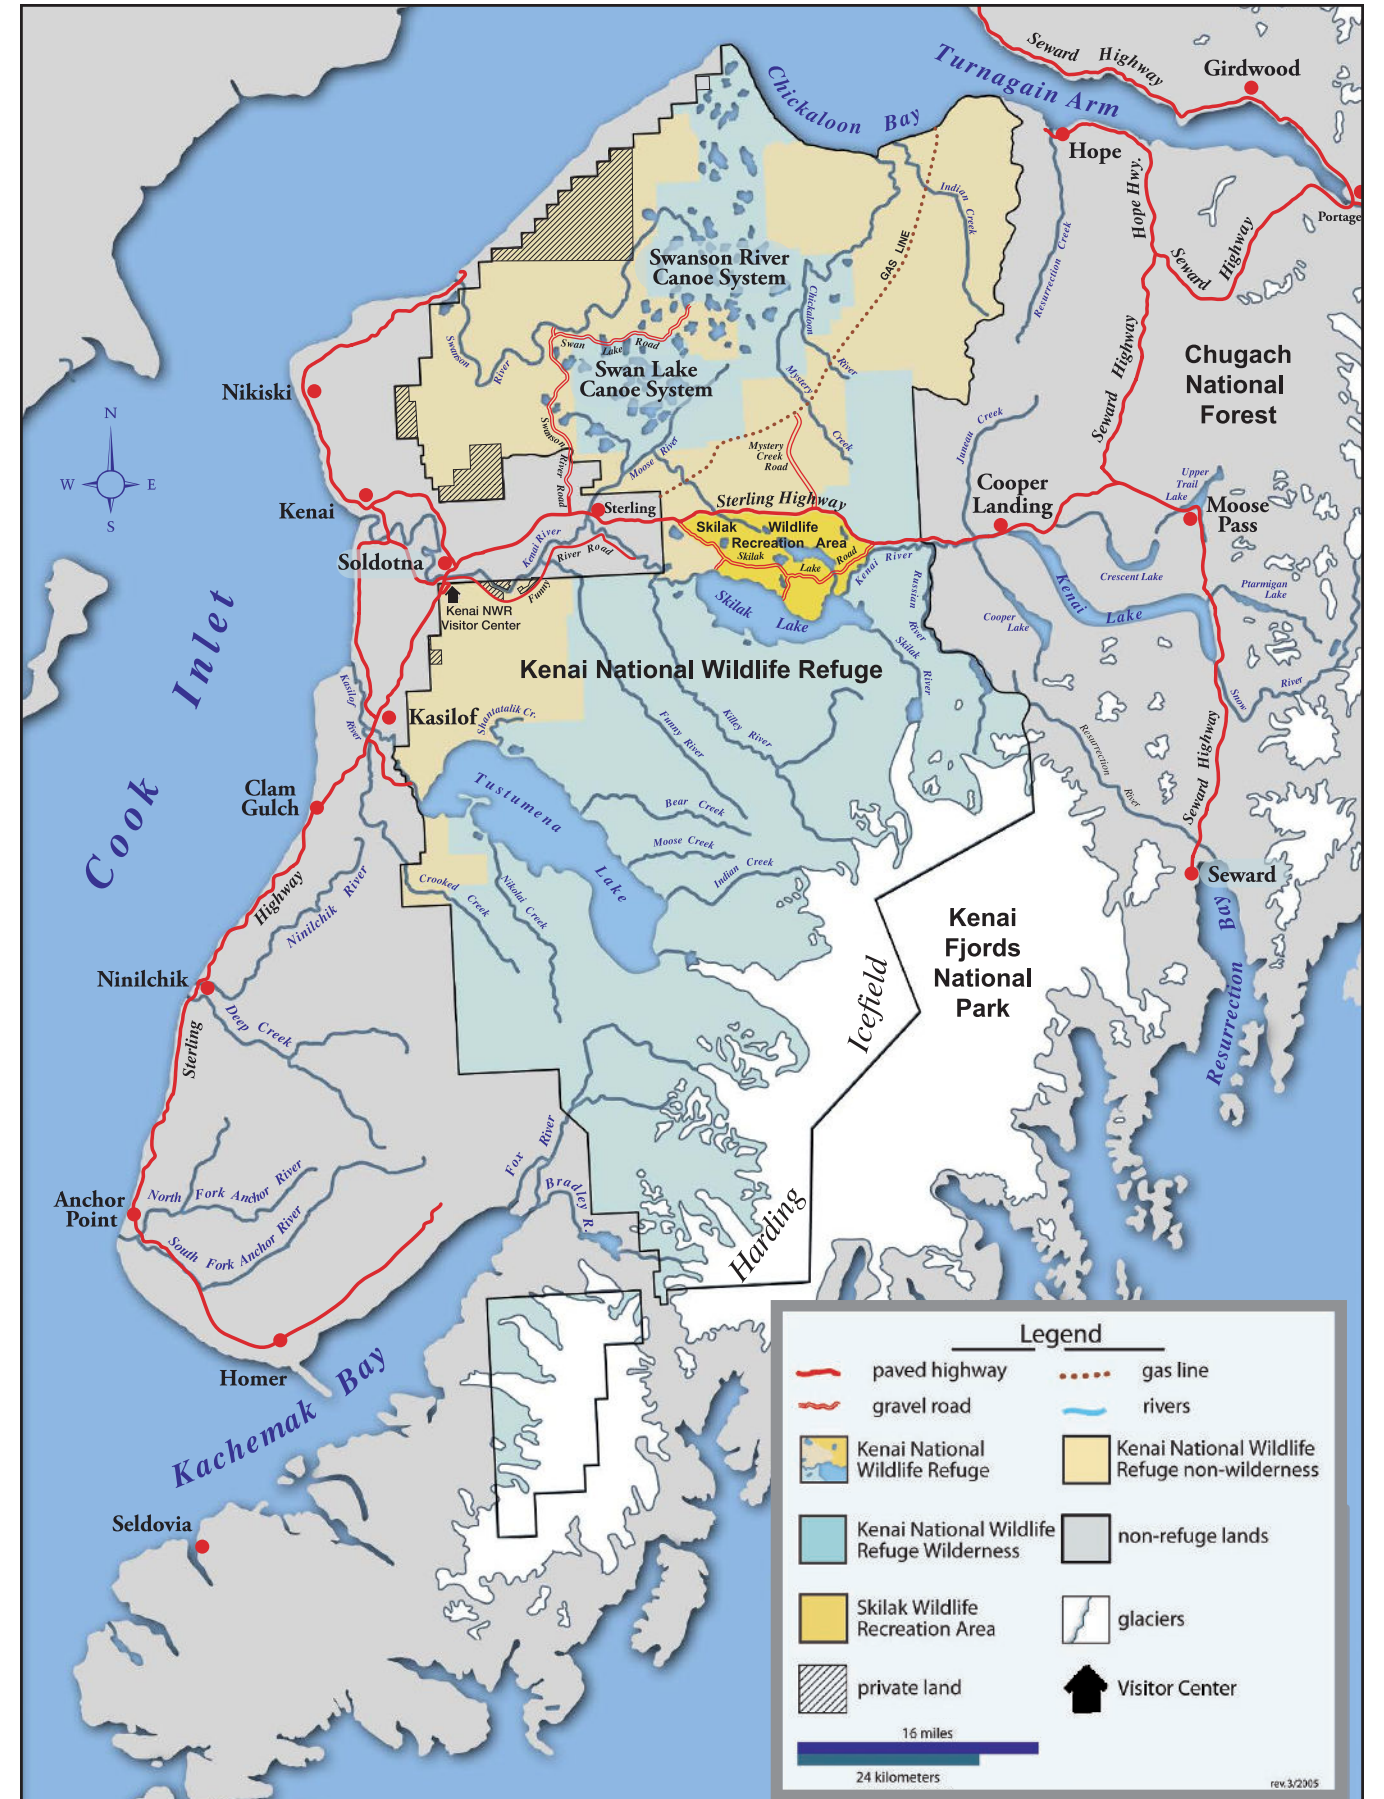 Seward Highway
Girdwood
Turnagain Arm
Chickaloon Bay
Hope
Portage
Hope Hwy.
Seward Highway
Indian Creek
Resurrection Creek
GAS LINE
Swanson River
Canoe System
Chickaloon
River
Swanson
River
Swan Lake Road
Swan Lake
Canoe System
Seward Highway
Chugach
National
Forest
Nikiski
Mystery
Creek
Juneau Creek
N
W E
S
Swanson
River Road
Moose River
Mystery
Creek
Road
Upper
Trail
Lake
Cooper
Landing
Moose
Pass
Kenai
Sterling
Sterling Highway
Skilak Wildlife
Recreation Area
Skilak Lake Road
Soldotna
Kenai River
Funny River Road
Kenai River
Russian River
Crescent Lake
Kenai Lake
Ptarmigan
Lake
Cooper
Lake
Kenai NWR
Visitor Center
Skilak
Lake
Skilak
River
Kenai National Wildlife Refuge
Cook Inlet
Kasilof
River
Kasilof
Shantatalik Cr.
Funny River
Killey River
Snow River
Resurrection
River
Seward Highway
Clam
Gulch
Tustumena
Lake
Bear Creek
Moose Creek
Indian Creek
Crooked
Creek
Nikolai Creek
Seward
Highway
Ninilchik River
Kenai
Fjords
National
Park
Ninilchik
Deep Creek
Sterling
Harding
Icefield
Resurrection
Bay
Fox River
Bradley R.
Anchor
Point
North Fork Anchor River
South Fork Anchor River
Homer
Kachemak Bay
Seldovia
Legend
paved highway
gas line
gravel road
rivers
Kenai National
Wildlife Refuge
Kenai National Wildlife
Refuge non-wilderness
Kenai National Wildlife
Refuge Wilderness
non-refuge lands
Skilak Wildlife
Recreation Area
glaciers
private land
Visitor Center
16 miles
24 kilometers
rev.3/2005